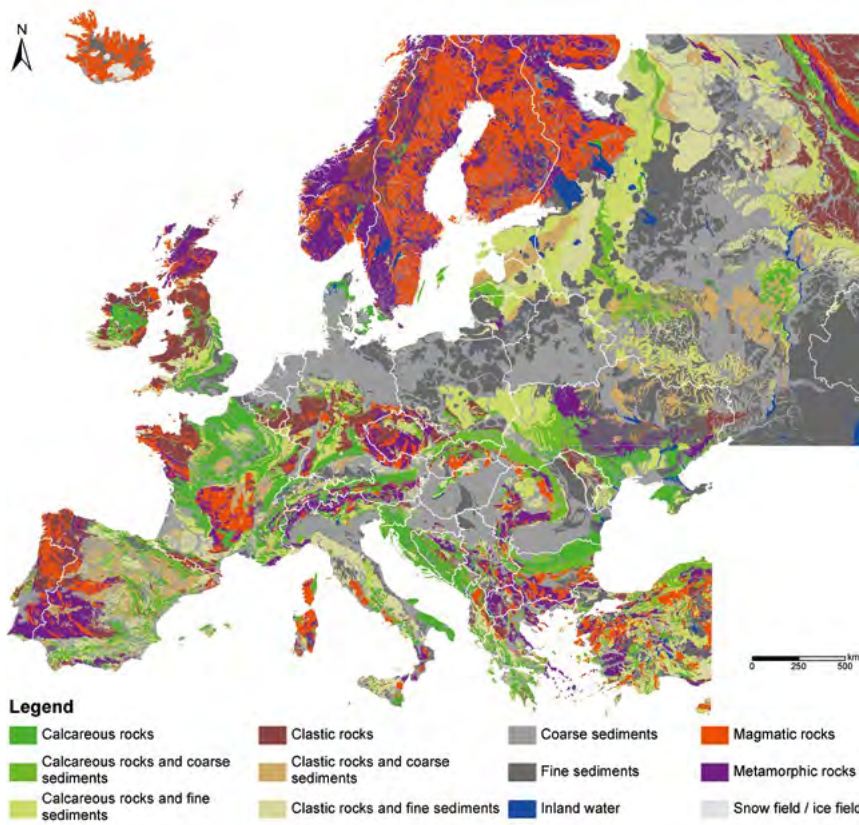 N
km
0 250 500
Legend
Calcareous rocks
Calcareous rocks and coarse
sediments
Calcareous rocks and fine
sediments
Clastic rocks
Clastic rocks and coarse
sediments
Clastic rocks and fine sediments
Coarse sediments
Fine sediments
Inland water
Magmatic rocks
Metamorphic rocks
Snow field / ice field